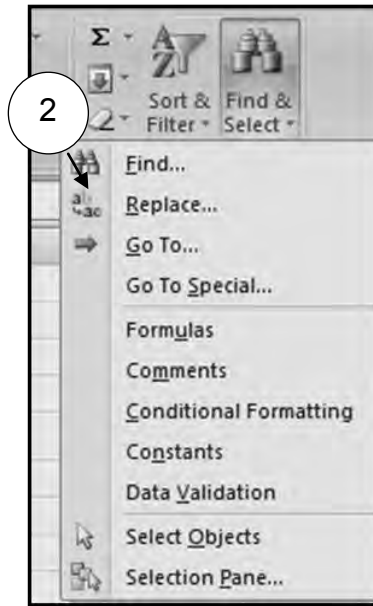 Σ
A
Z
Sort & Find &
Filter Select
2
Find...
Replace...
Go To...
Go To Special...
Formulas
Comments
Conditional Formatting
Constants
Data Validation
Select Objects
Selection Pane...